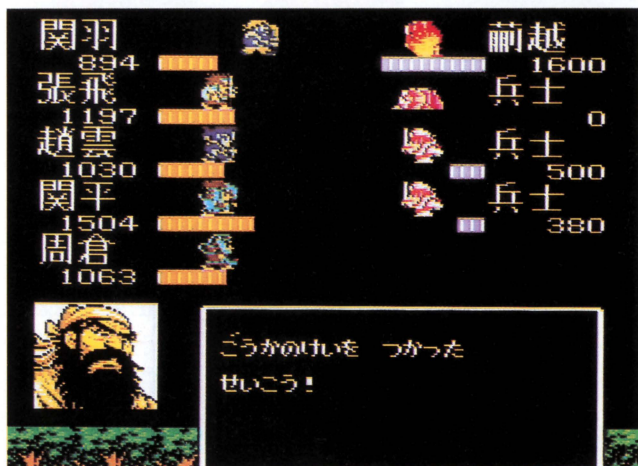 関羽
894
張飛
1197
趙雲
1030
関平
1504
周倉
1063
蒯越
1600
兵士
0
兵士
500
兵士
380
ごうかのけいを　つかった
せいこう！